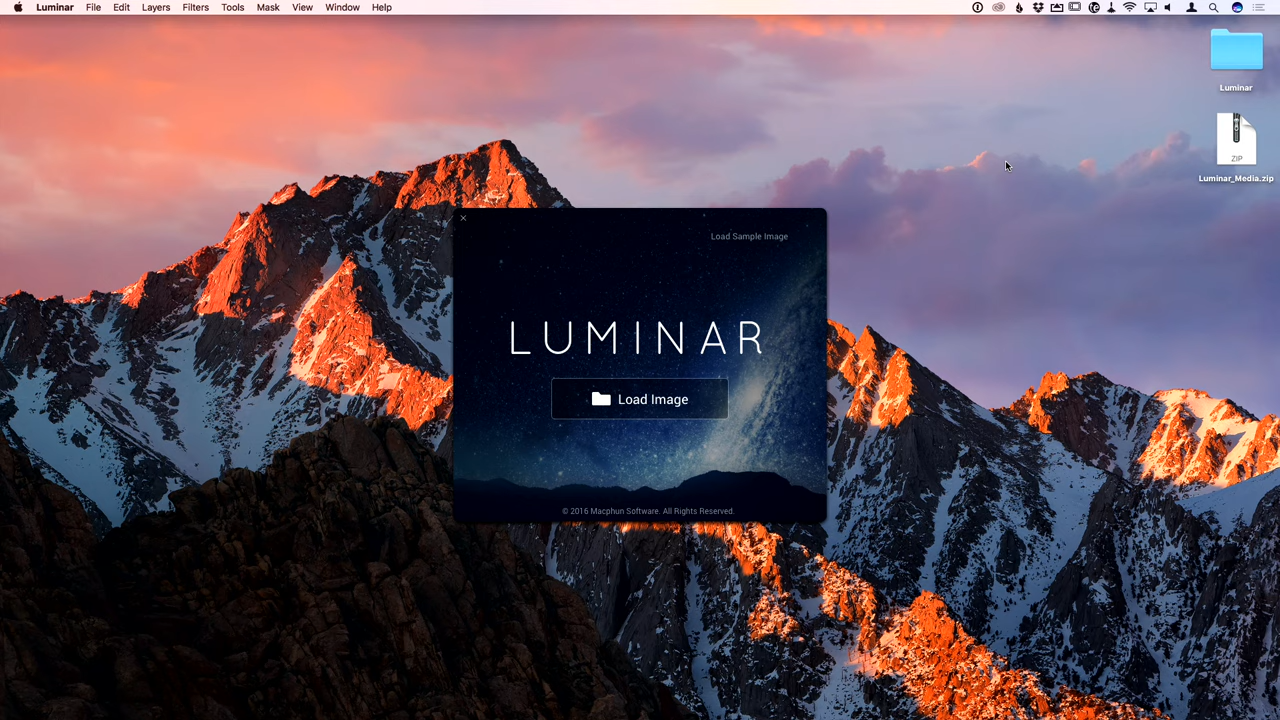 Luminar File Edit Layers Filters Tools Mask View Window Help
Luminar
ZIP
Luminar_Media.zip
Load Sample Image
LUMINAR
Load Image
© 2016 Macphun Software. All Rights Reserved.